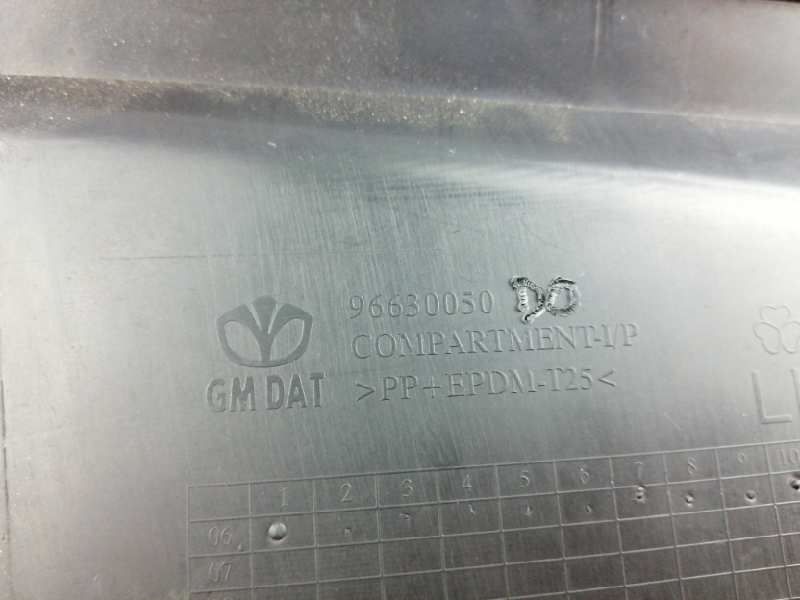 96630050
COMPARTMENT-I/P
GM DAT
>PP+EPDM-T25<
1 2 3 4 5 6 7 8 9 10
06
07